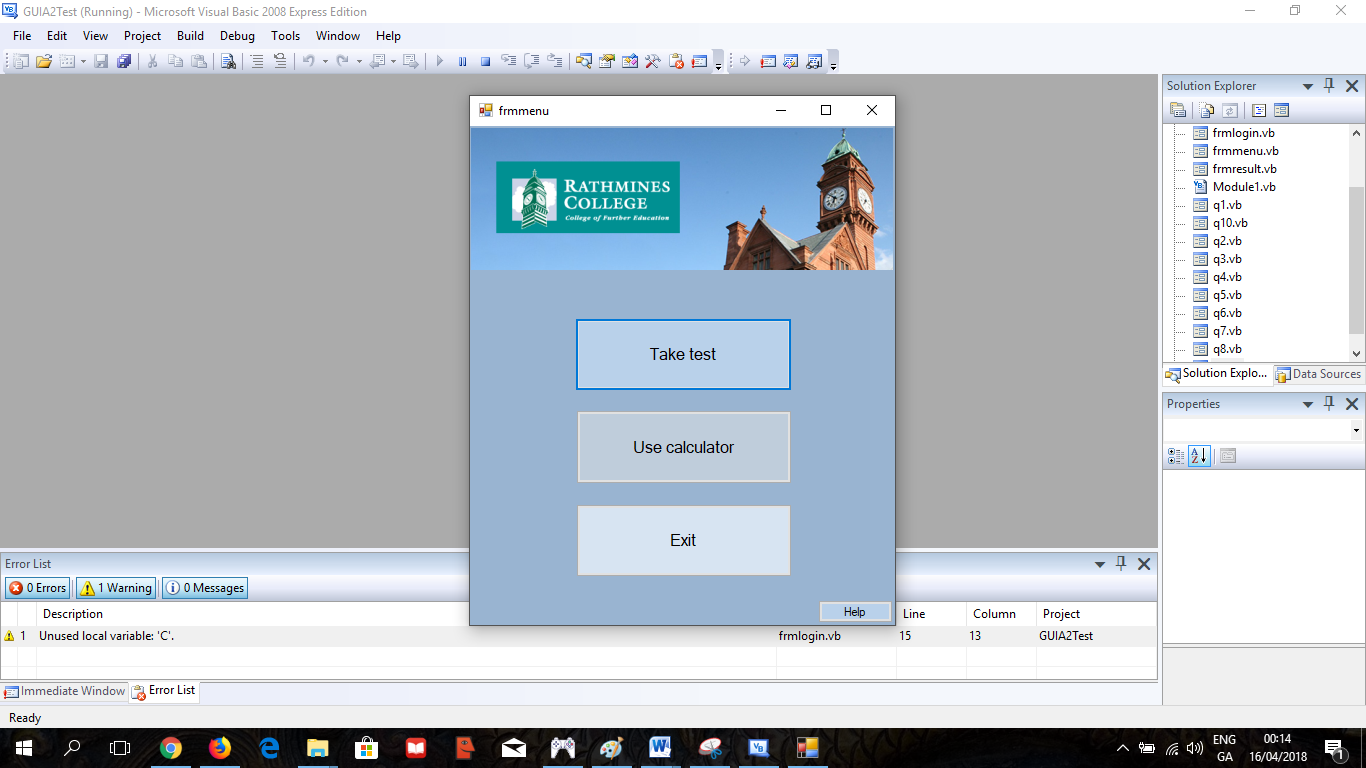 GUIA2Test (Running) - Microsoft Visual Basic 2008 Express Edition
File Edit View Project Build Debug Tools Window Help
frmmenu
RATHMINES
COLLEGE
College of Further Education
Take test
Use calculator
Exit
Help
Solution Explorer
frmlogin.vb
frmmenu.vb
frmresult.vb
Module1.vb
q1.vb
q10.vb
q2.vb
q3.vb
q4.vb
q5.vb
q6.vb
q7.vb
q8.vb
Solution Explo... Data Sources
Properties
Error List
0 Errors 1 Warning 0 Messages
Description Line Column Project
1 Unused local variable: 'C'. frmlogin.vb 15 13 GUIA2Test
Immediate Window Error List
Ready
ENG 00:14
GA 16/04/2018